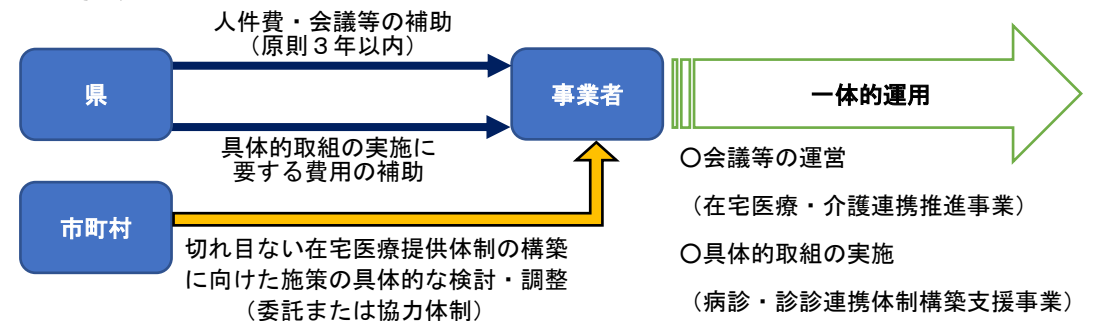 人件費・会議等の補助
（原則３年以内）
県
事業者
一体的運用
具体的取組の実施に
要する費用の補助
市町村
切れ目ない在宅医療提供体制の構築
に向けた施策の具体的な検討・調整
（委託または協力体制）
〇会議等の運営
（在宅医療・介護連携推進事業）
〇具体的取組の実施
（病診・診診連携体制構築支援事業）